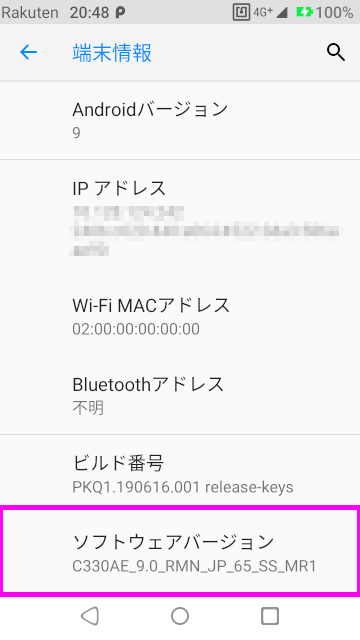 Rakuten 20:48 4G+ 100%
端末情報
Androidバージョン
9
IP アドレス
Wi-Fi MACアドレス
02:00:00:00:00:00
Bluetoothアドレス
不明
ビルド番号
PKQ1.190616.001 release-keys
ソフトウェアバージョン
C330AE_9.0_RMN_JP_65_SS_MR1